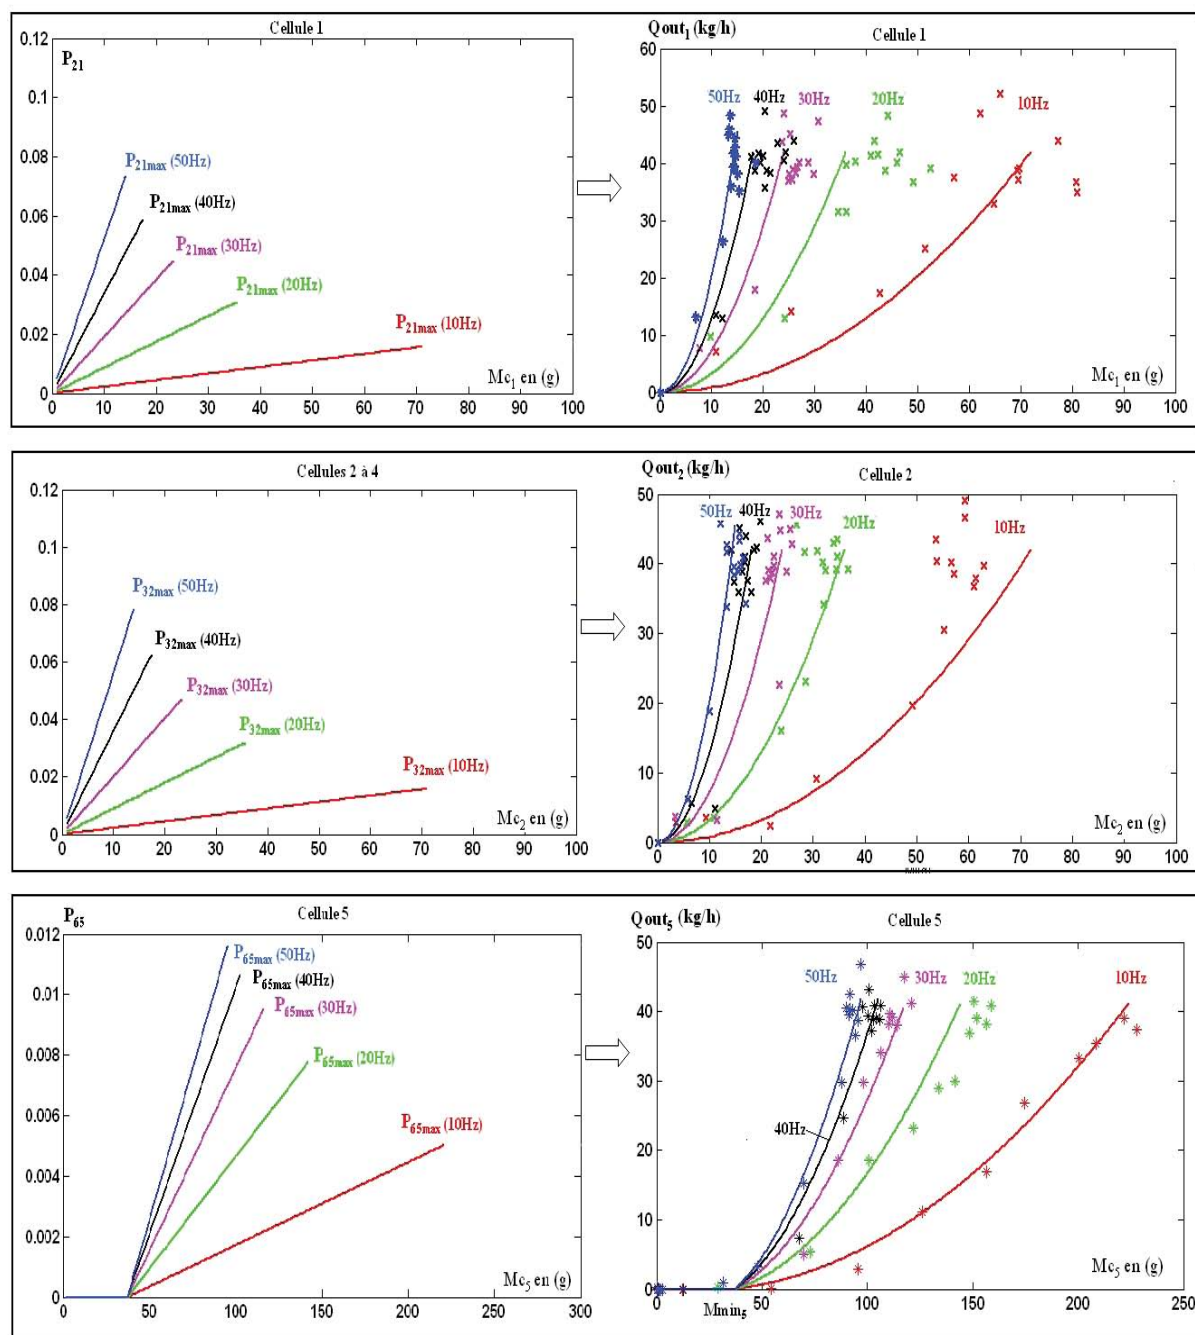 Cellule 1
P21
0.12
0.1
0.08
0.06
0.04
0.02
0
P21max (50Hz)
P21max (40Hz)
P21max (30Hz)
P21max (20Hz)
P21max (10Hz)
Mc1 en (g)
0 10 20 30 40 50 60 70 80 90 100
Qout1 (kg/h)
Cellule 1
60
50
40
30
20
10
0
50Hz
40Hz
30Hz
20Hz
10Hz
Mc1 en (g)
0 10 20 30 40 50 60 70 80 90 100
Cellules 2 à 4
0.12
0.1
0.08
0.06
0.04
0.02
0
P32max (50Hz)
P32max (40Hz)
P32max (30Hz)
P32max (20Hz)
P32max (10Hz)
Mc2 en (g)
0 10 20 30 40 50 60 70 80 90 100
Qout2 (kg/h)
Cellule 2
50
40
30
20
10
0
50Hz
40Hz
30Hz
20Hz
10Hz
Mc2 en (g)
0 10 20 30 40 50 60 70 80 90 100
P65
Cellule 5
0.012
0.01
0.008
0.006
0.004
0.002
0
P65max (50Hz)
P65max (40Hz)
P65max (30Hz)
P65max (20Hz)
P65max (10Hz)
Mc5 en (g)
0 50 100 150 200 250 300
Qout5 (kg/h)
Cellule 5
50
40
30
20
10
0
50Hz
30Hz
20Hz
10Hz
40Hz
Mc5 en (g)
0 Mmin5 50 100 150 200 250